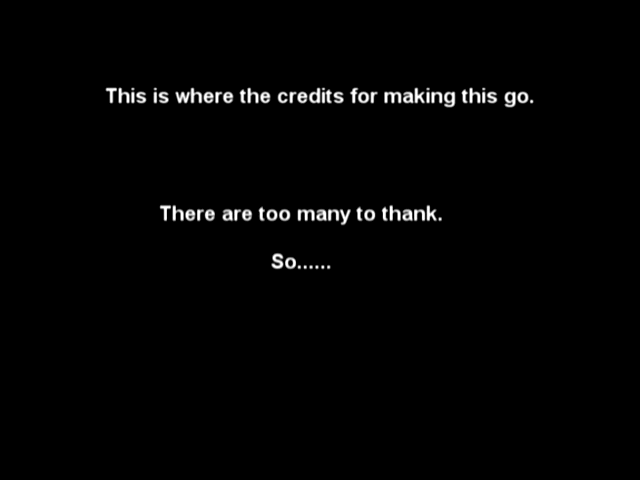 This is where the credits for making this go.
There are too many to thank.
So......